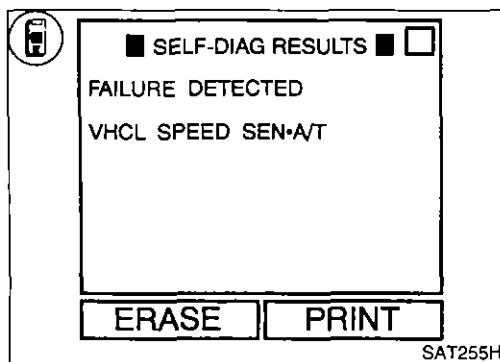 ■ SELF-DIAG RESULTS ■ □
FAILURE DETECTED
VHCL SPEED SEN•A/T
ERASE PRINT
SAT255H